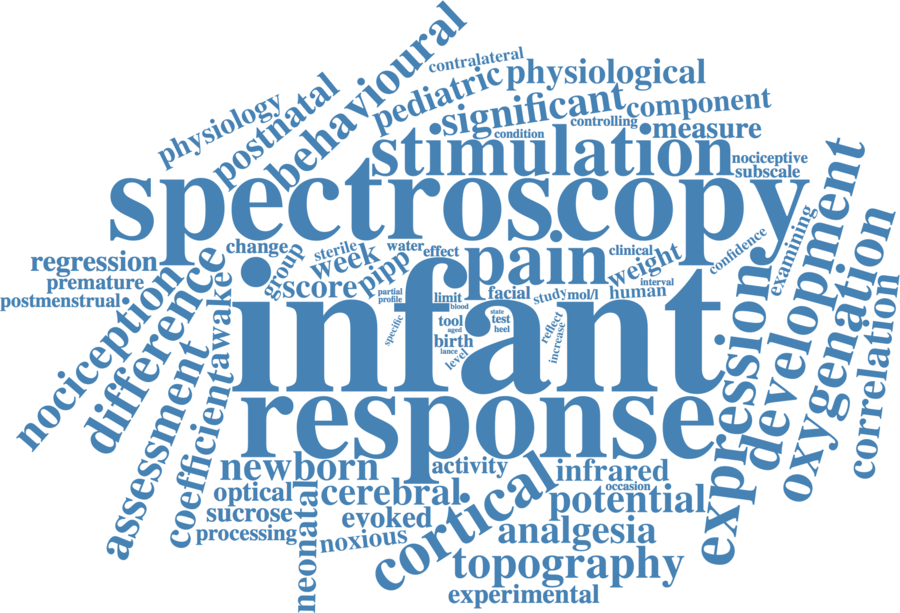 behavioural
contralateral
pediatric
physiological
postnatal
physiology
significant
component
controlling
condition
measure
stimulation
nociceptive
subscale
spectroscopy
development
regression
premature
postmenstrual
change
group
sterile
week
water
effect
pipp
score
pain
clinical
weight
interval
human
confidence
examining
nociception
difference
awake
partial
profile
limit
blood
facial
study
mol/l
specific
tool
aged
state
test
heel
birth
lance
level
reflect
increase
infant
expression
oxygenation
correlation
assessment
coefficient
response
newborn
activity
infrared
optical
cerebral
occasion
sucrose
evoked
potential
processing
neonatal
noxious
cortical
analgesia
topography
experimental